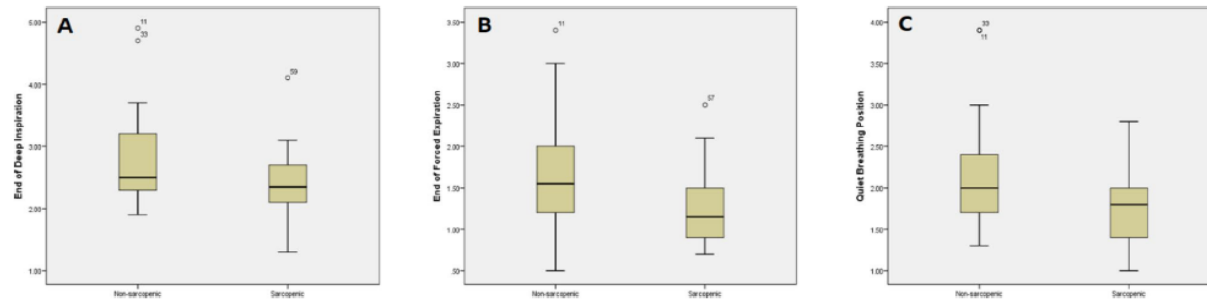 A
End of Deep Inspiration
5.00
4.00
3.00
2.00
1.00
11
33
59
Non-sarcopenic
Sarcopenic
B
End of Forced Expiration
3.50
3.00
2.50
2.00
1.50
1.00
.50
11
57
Non-sarcopenic
Sarcopenic
C
Quiet Breathing Position
4.00
3.50
3.00
2.50
2.00
1.50
1.00
33
11
Non-sarcopenic
Sarcopenic